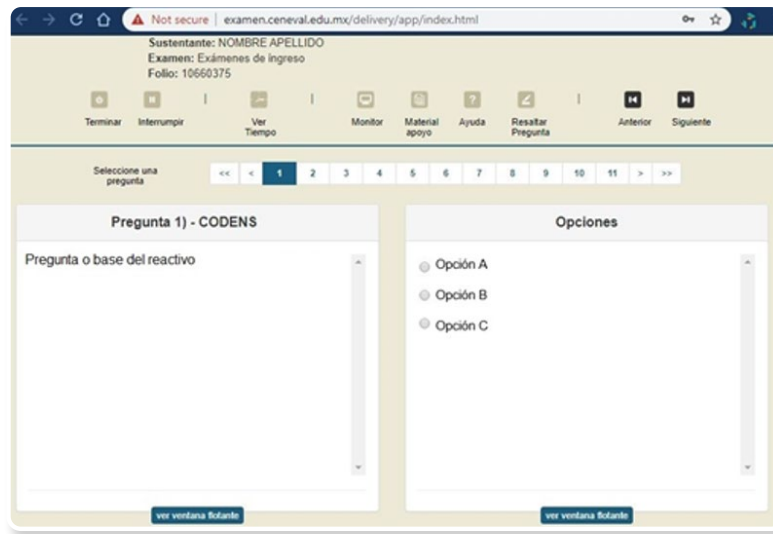 Not secure | examen.ceneval.edu.mx/delivery/app/index.html
Sustentante: NOMBRE APELLIDO
Examen: Exámenes de ingreso
Folio: 10660375
Terminar Interrumpir | Ver Tiempo | Monitor Material apoyo Ayuda Resaltar Pregunta | Anterior Siguiente
Seleccione una pregunta << < 1 2 3 4 5 6 7 8 9 10 11 > >>
Pregunta 1) - CODENS
Pregunta o base del reactivo
ver ventana flotante
Opciones
Opción A
Opción B
Opción C
ver ventana flotante